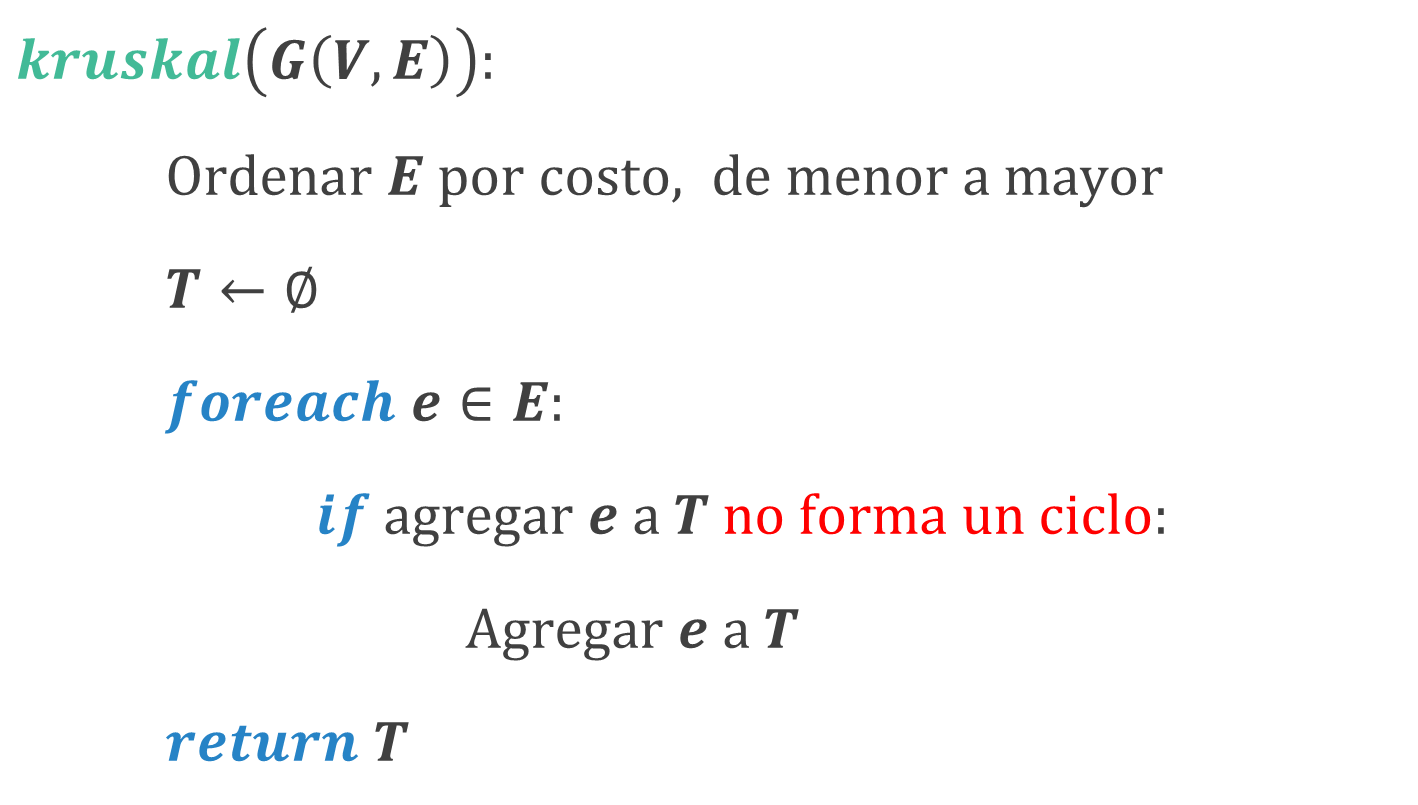 kruskal(G(V, E)):
Ordenar E por costo, de menor a mayor
T ← ∅
foreach e ∈ E:
if agregar e a T no forma un ciclo:
Agregar e a T
return T